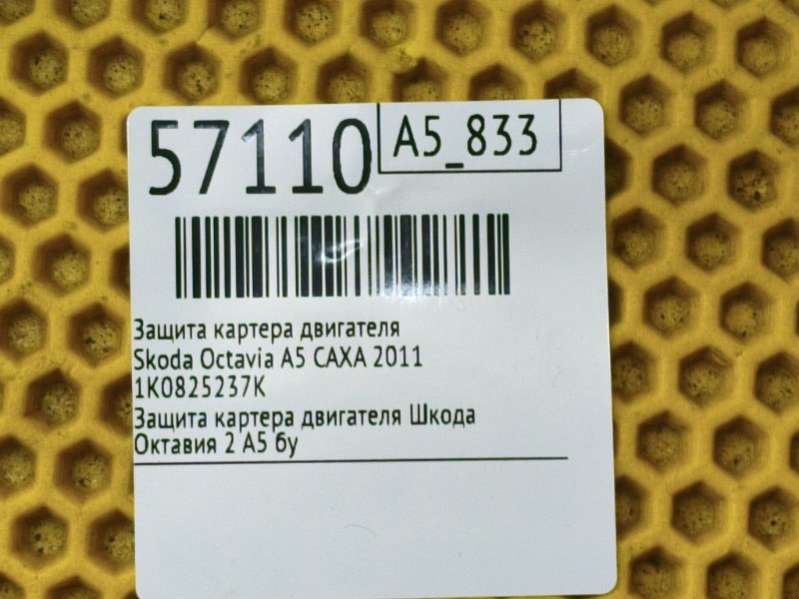 57110
A5_833
Защита картера двигателя
Skoda Octavia A5 CAXA 2011
1K0825237K
Защита картера двигателя Шкода
Октавия 2 А5 бу